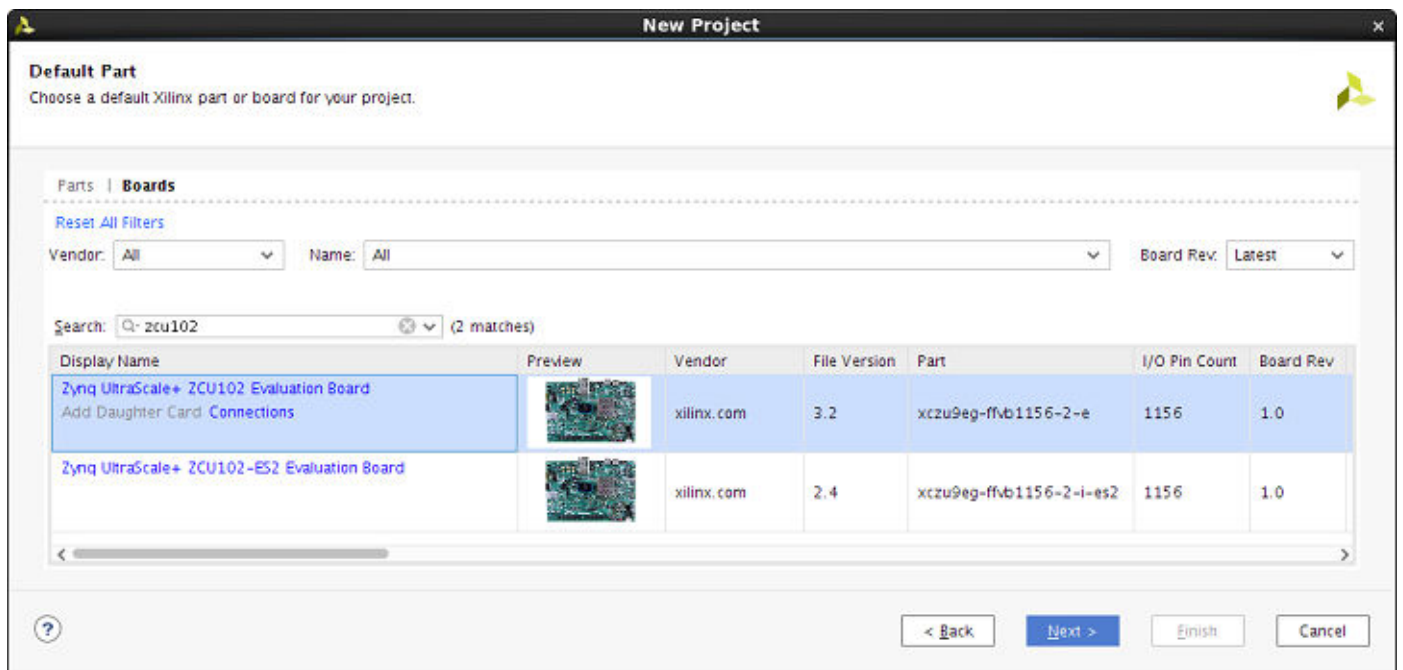 New Project
Default Part
Choose a default Xilinx part or board for your project.
Parts | Boards
Reset All Filters
Vendor: All Name: All Board Rev: Latest
Search: zcu102 (2 matches)
Display Name Preview Vendor File Version Part I/O Pin Count Board Rev
Zynq UltraScale+ ZCU102 Evaluation Board
Add Daughter Card Connections xilinx.com 3.2 xczu9eg-ffvb1156-2-e 1156 1.0
Zynq UltraScale+ ZCU102-ES2 Evaluation Board
xilinx.com 2.4 xczu9eg-ffvb1156-2-i-es2 1156 1.0
? < Back Next > Finish Cancel